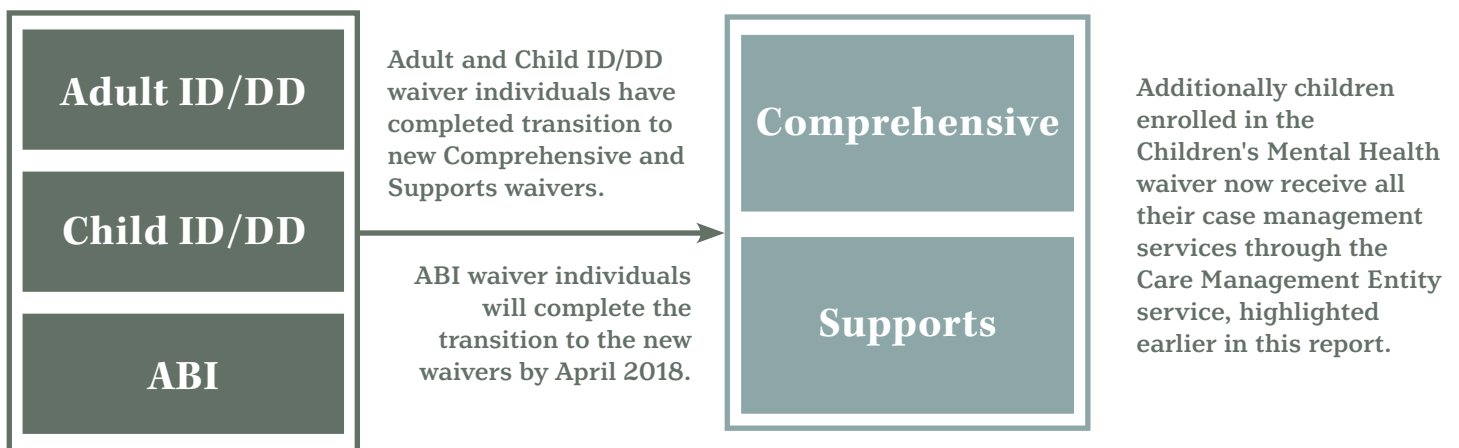 Adult ID/DD
Child ID/DD
ABI
Adult and Child ID/DD
waiver individuals have
completed transition to
new Comprehensive and
Supports waivers.
ABI waiver individuals
will complete the
transition to the new
waivers by April 2018.
Comprehensive
Supports
Additionally children
enrolled in the
Children's Mental Health
waiver now receive all
their case management
services through the
Care Management Entity
service, highlighted
earlier in this report.